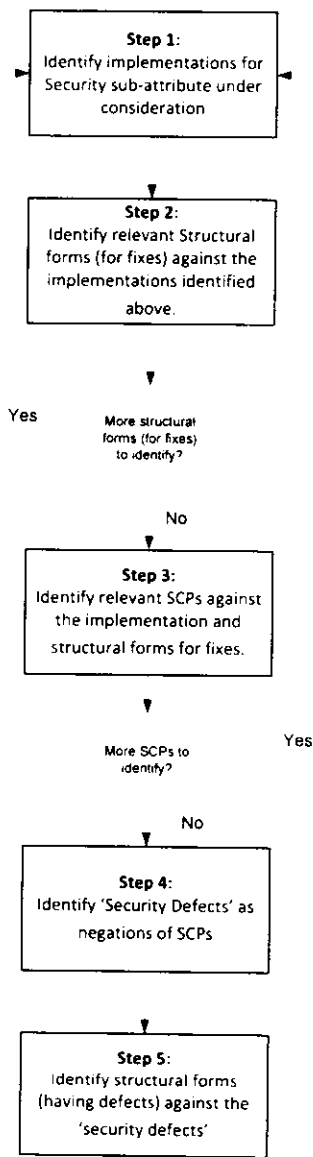 Step 1:
Identify implementations for
Security sub-attribute under
consideration
Step 2:
Identify relevant Structural
forms (for fixes) against the
implementations identified
above.
Yes
More structural
forms (for fixes)
to identify?
No
Step 3:
Identify relevant SCPs against
the implementation and
structural forms for fixes.
More SCPs to
identify?
Yes
No
Step 4:
Identify 'Security Defects' as
negations of SCPs
Step 5:
Identify structural forms
(having defects) against the
'security defects'